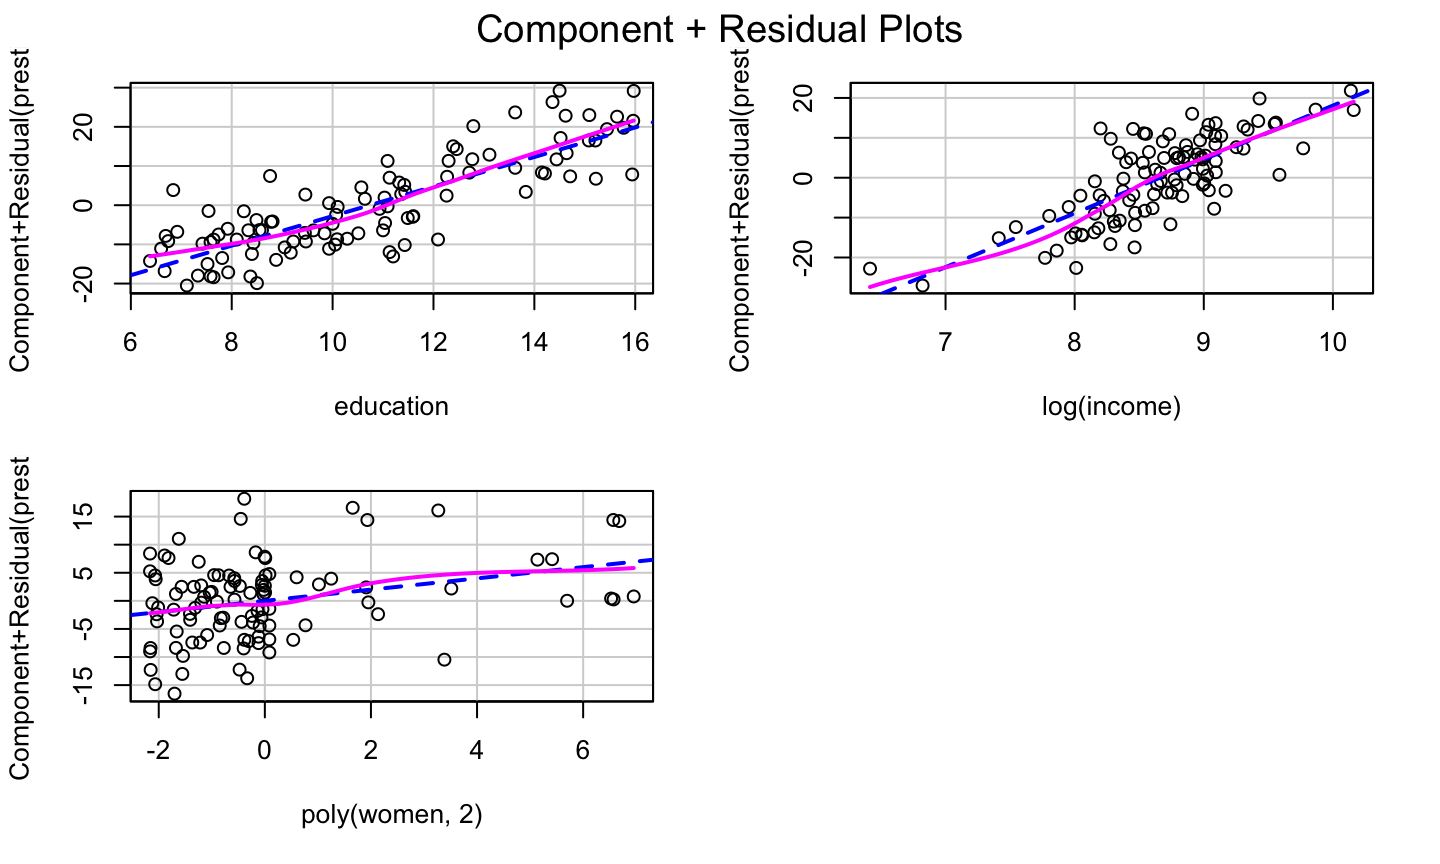 Component + Residual Plots
Component+Residual(prest
-20 0 20
6 8 10 12 14 16
education
Component+Residual(prest
-20 0 20
7 8 9 10
log(income)
Component+Residual(prest
-15 -5 5 15
-2 0 2 4 6
poly(women, 2)